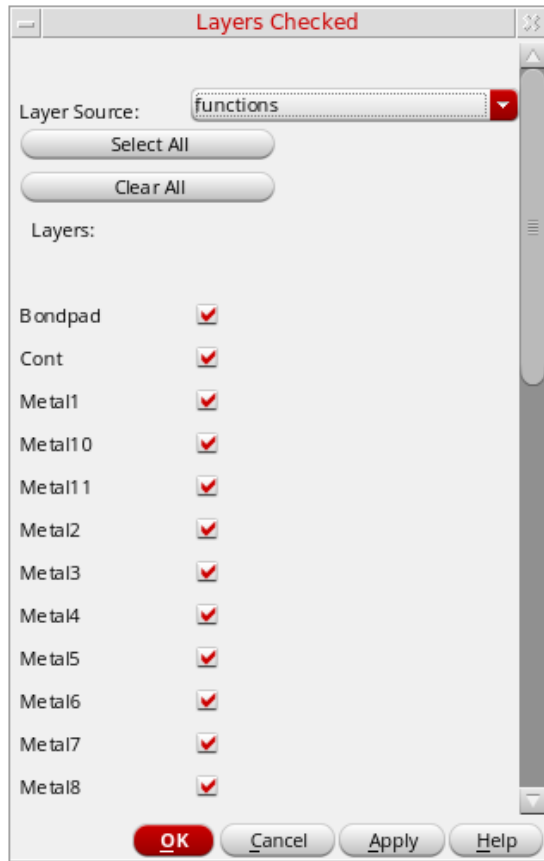 Layers Checked
Layer Source: functions
Select All
Clear All
Layers:
Bondpad
Cont
Metal1
Metal10
Metal11
Metal2
Metal3
Metal4
Metal5
Metal6
Metal7
Metal8
OK Cancel Apply Help